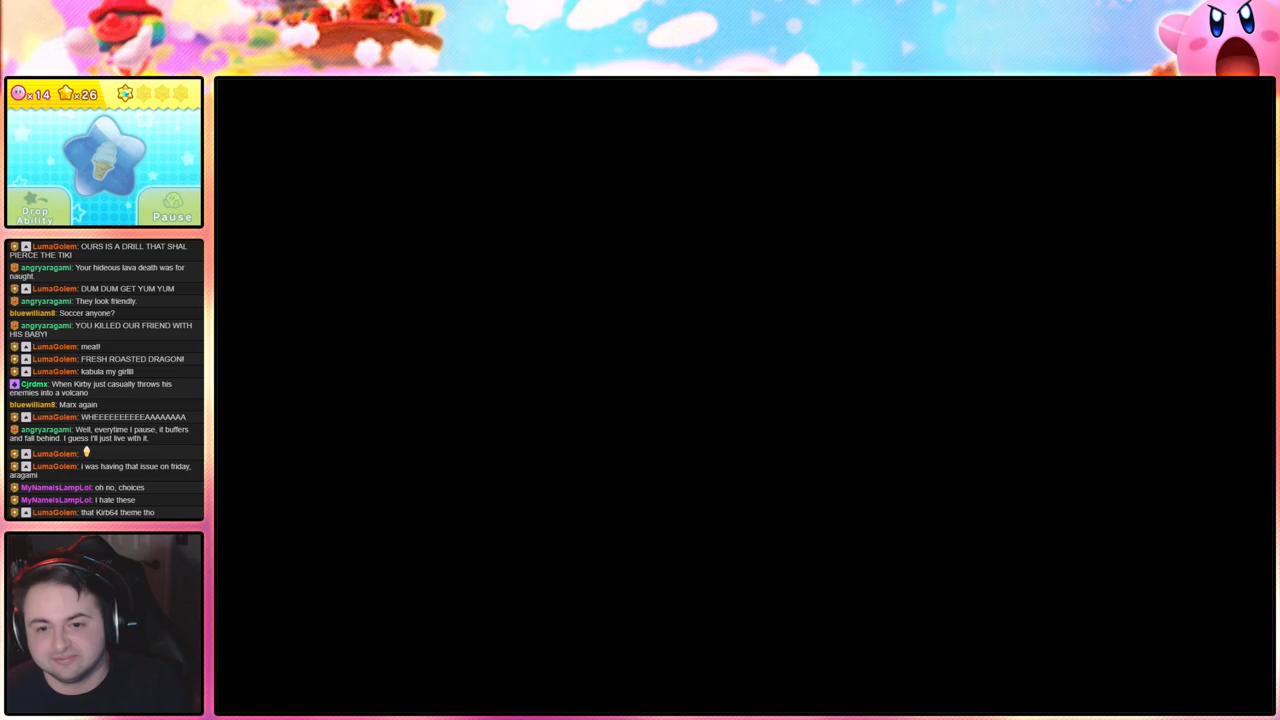 x14 x26
Drop
Ability
Pause
LumaGolem: OURS IS A DRILL THAT SHAL
PIERCE THE TIKI
angryaragami: Your hideous lava death was for
naught.
LumaGolem: DUM DUM GET YUM YUM
angryaragami: They look friendly.
bluewilliam8: Soccer anyone?
angryaragami: YOU KILLED OUR FRIEND WITH
HIS BABY!
LumaGolem: meat!
LumaGolem: FRESH ROASTED DRAGON!
LumaGolem: kabula my girllll
Cjrdmx: When Kirby just casually throws his
enemies into a volcano
bluewilliam8: Marx again
LumaGolem: WHEEEEEEEEEEAAAAAAAA
angryaragami: Well, everytime I pause, it buffers
and fall behind. I guess I'll just live with it.
LumaGolem:
LumaGolem: i was having that issue on friday,
aragami
MyNameIsLampLol: oh no, choices
MyNameIsLampLol: I hate these
LumaGolem: that Kirb64 theme tho